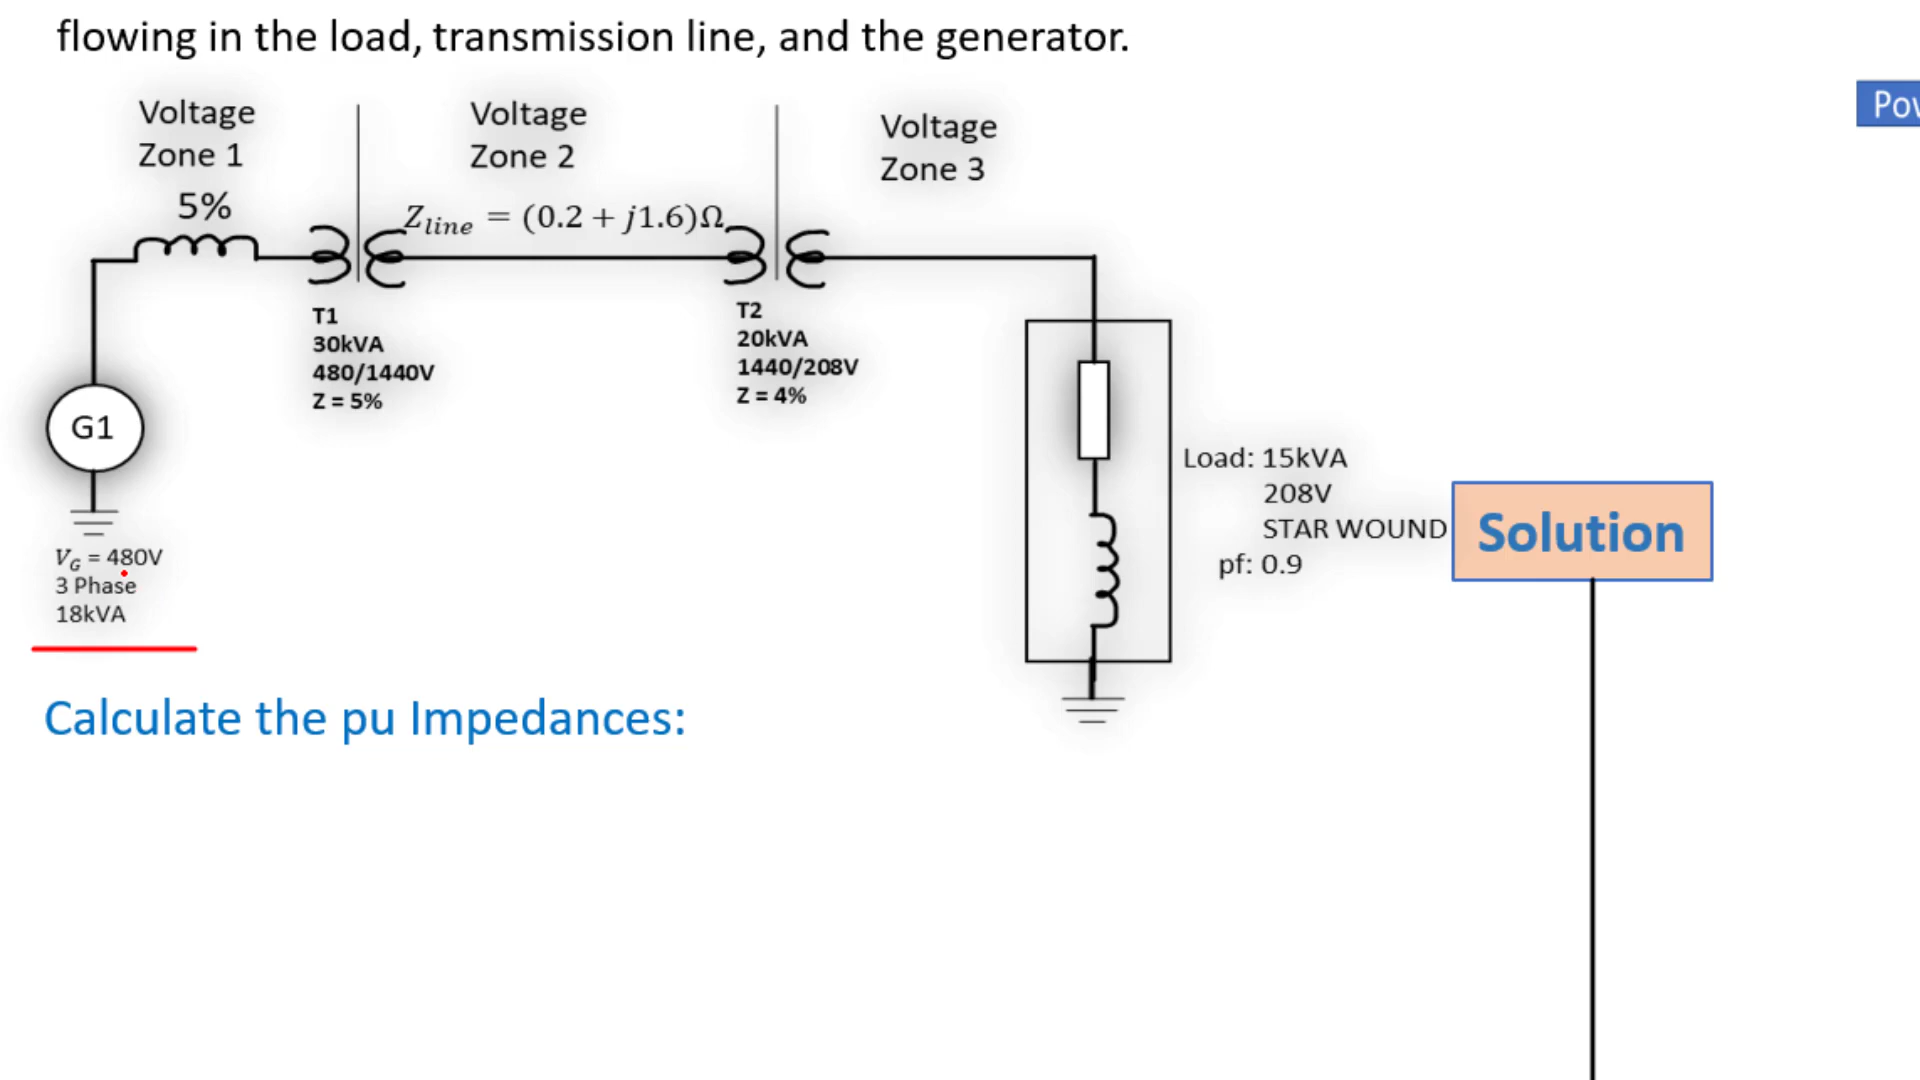 flowing in the load, transmission line, and the generator.
Voltage
Zone 1
Voltage
Zone 2
Voltage
Zone 3
5%
Z_line = (0.2 + j1.6)Ω
T1
30kVA
480/1440V
Z = 5%
T2
20kVA
1440/208V
Z = 4%
G1
V_G = 480V
3 Phase
18kVA
Load: 15kVA
208V
STAR WOUND
pf: 0.9
Solution
Calculate the pu Impedances: